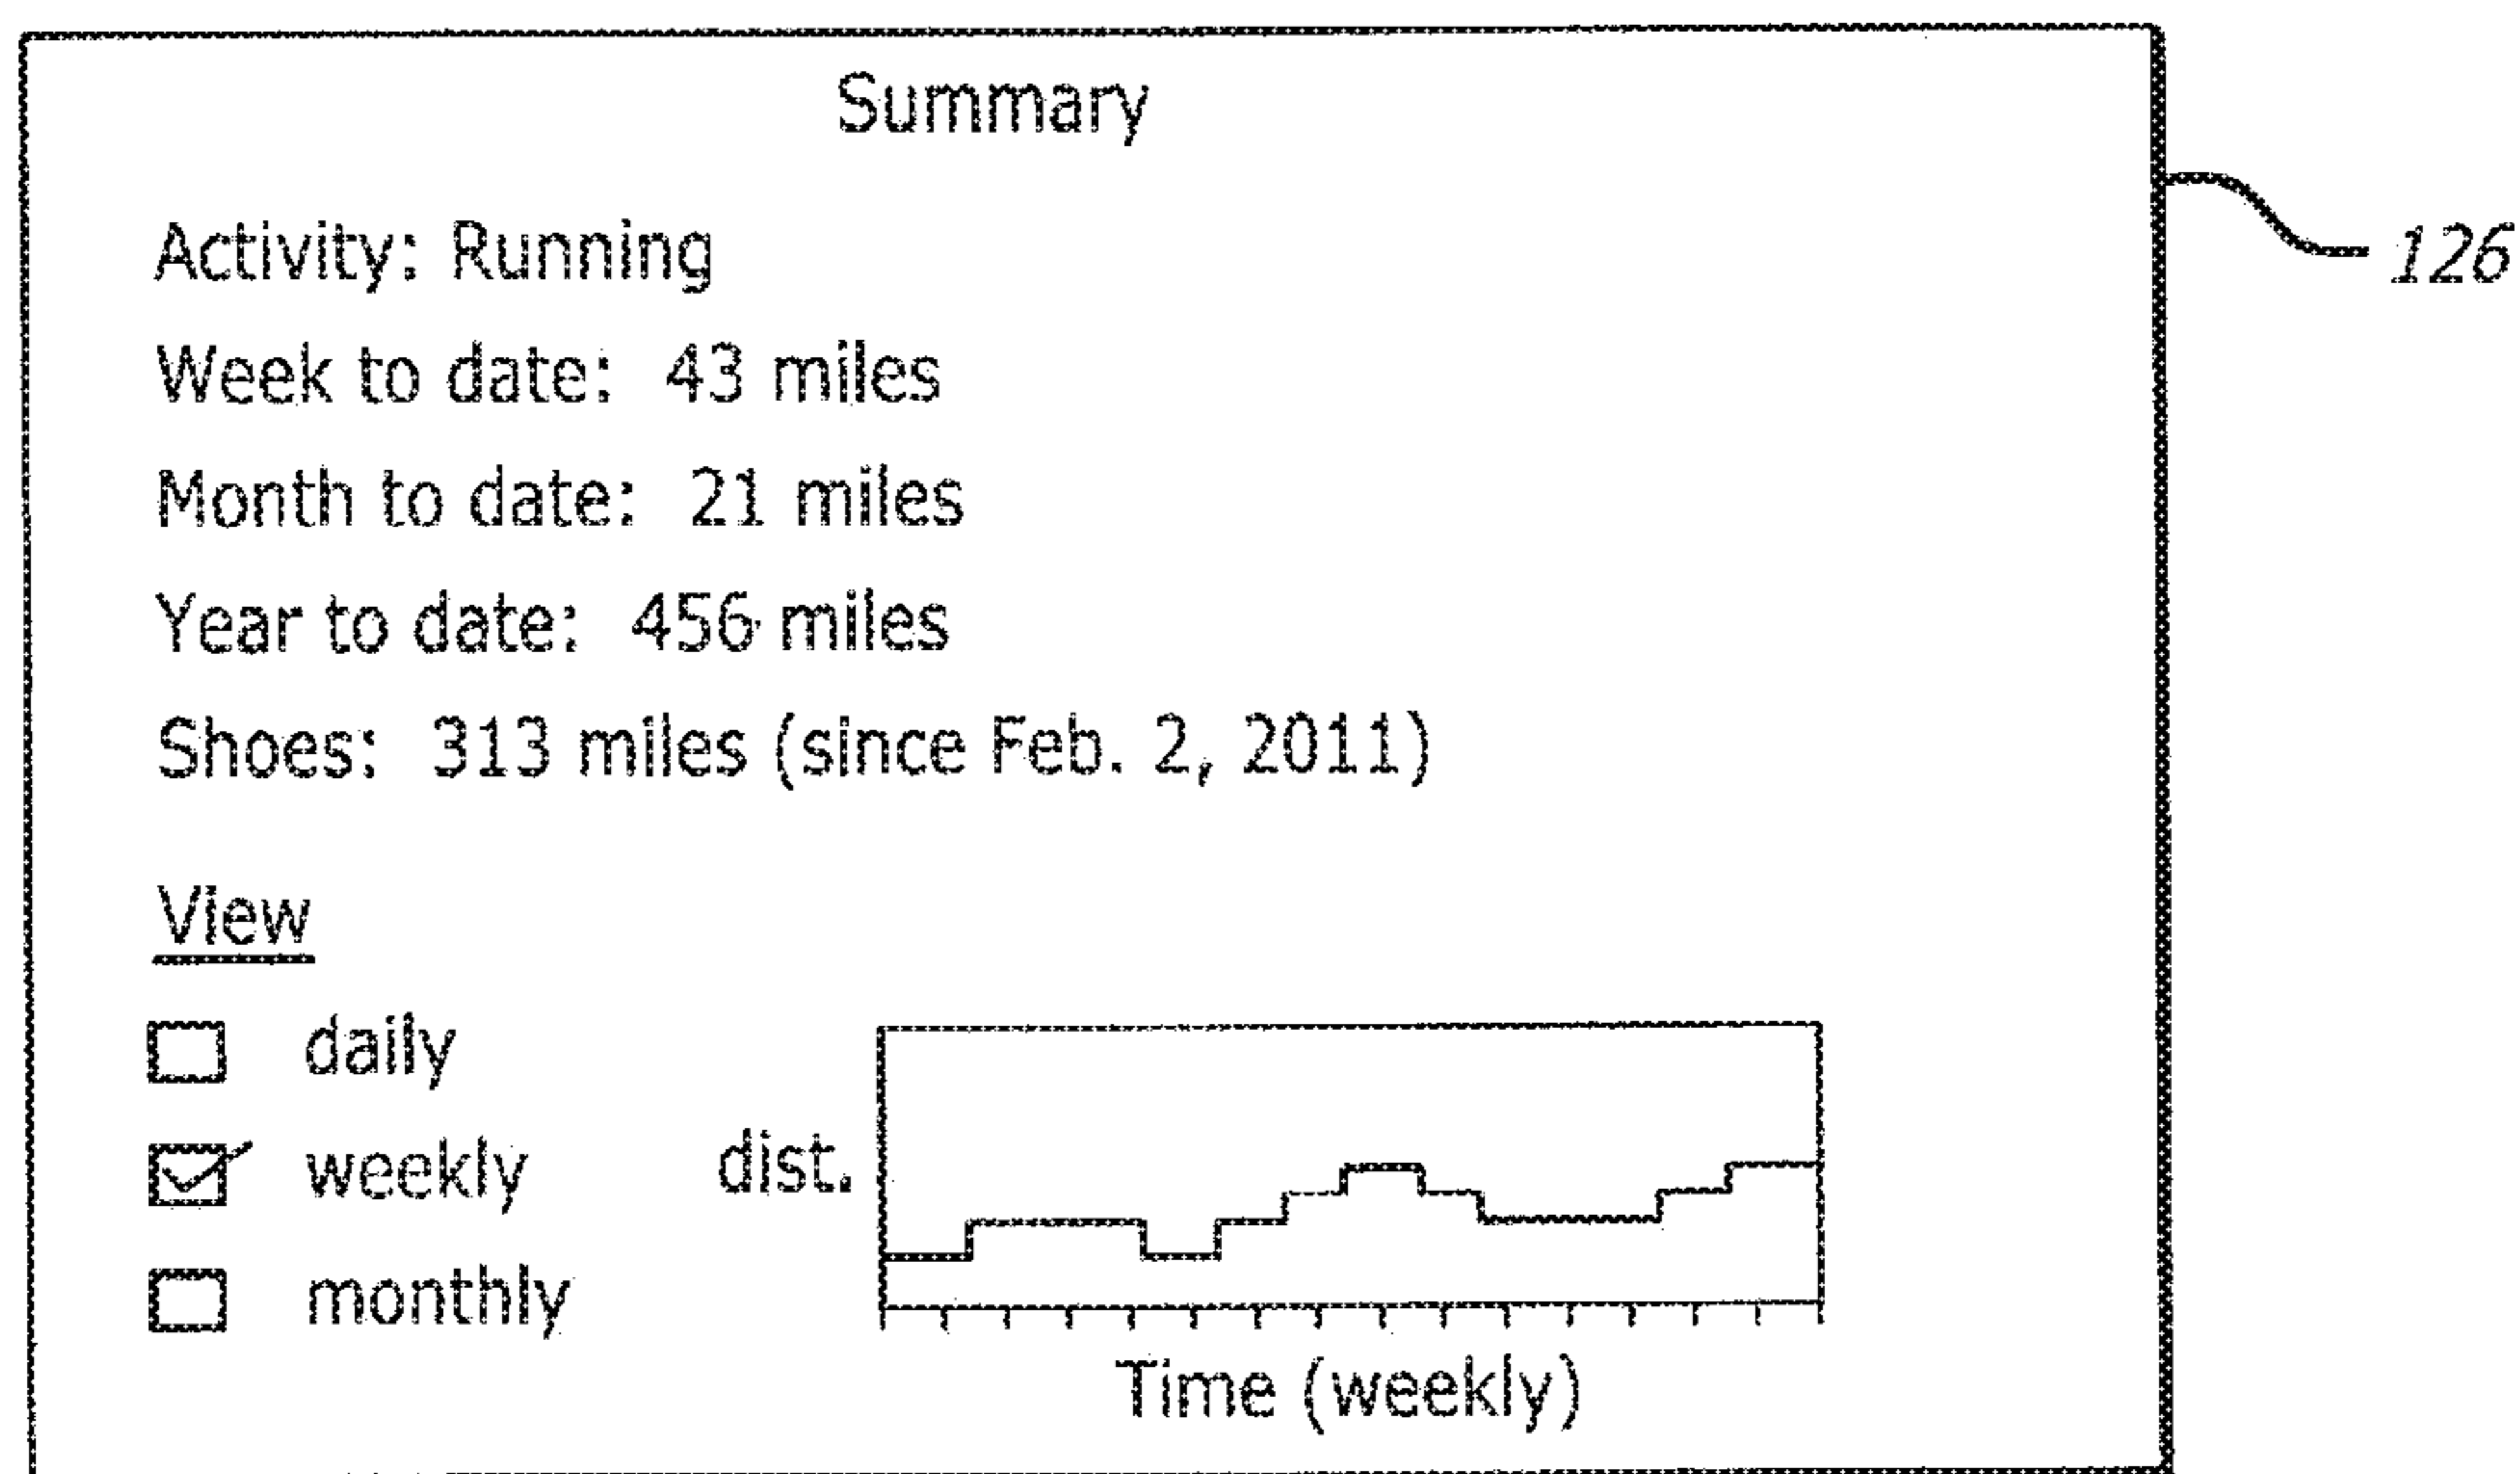 Summary
Activity: Running
126
Week to date: 43 miles
Month to date: 21 miles
Year to date: 456 miles
Shoes: 313 miles (since Feb. 2, 2011)
View
daily
weekly
dist.
monthly
Time (weekly)